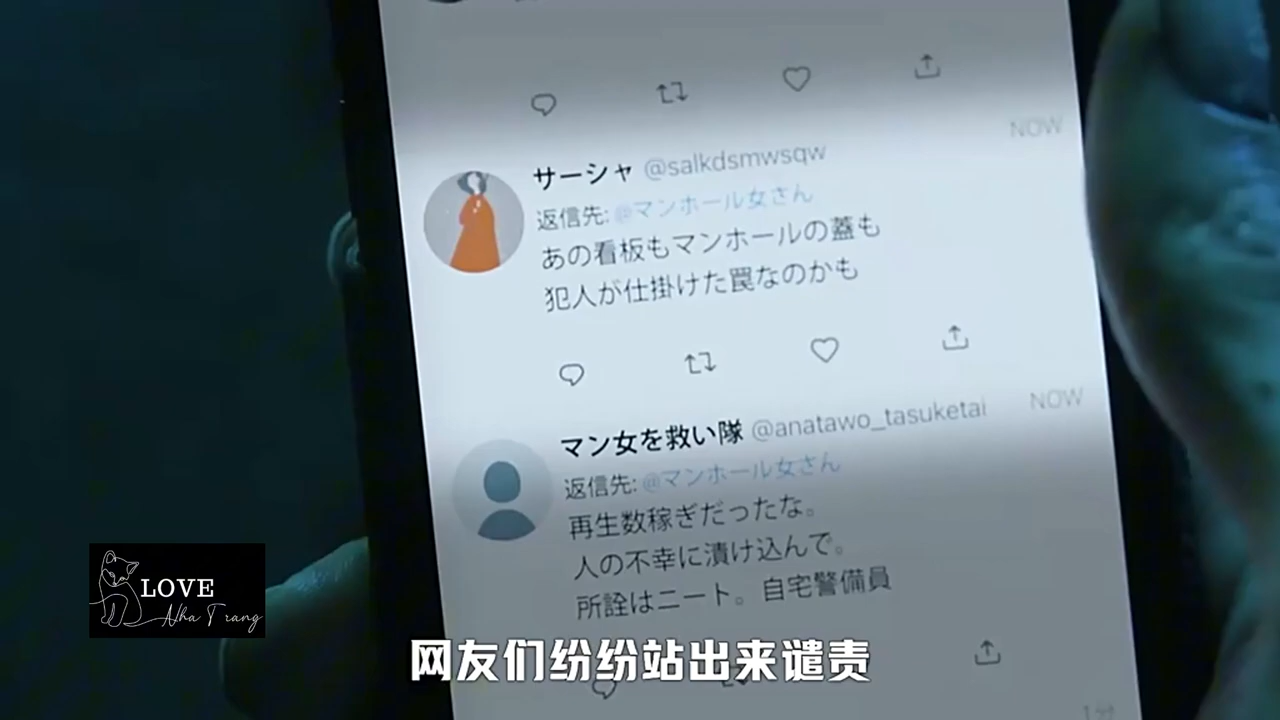 NOW
サーシャ @salkdsmwsqw
返信先: @マンホール女さん
あの看板もマンホールの蓋も
犯人が仕掛けた罠なのかも
NOW
マン女を救い隊 @anatawo_tasuketai
返信先: @マンホール女さん
再生数稼ぎだったな。
人の不幸に漬け込んで。
所詮はニート。自宅警備員
LOVE
Nha Trang
网友们纷纷站出来谴责
1分